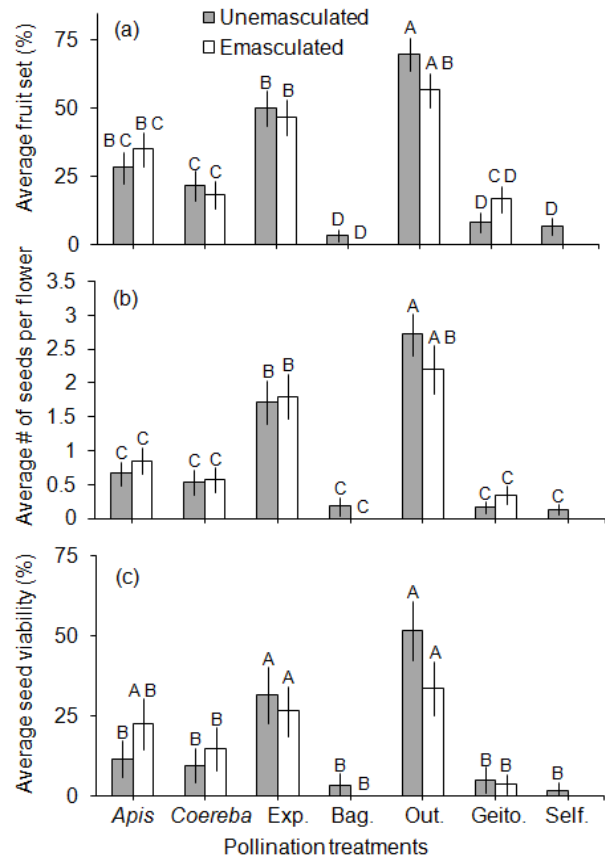 Unemasculated
Emasculated
(a)
Average fruit set (%)
75
50
25
0
B C
B C
C
C
B
B
D
D
A
A B
D
C D
D
(b)
Average # of seeds per flower
3.5
3
2.5
2
1.5
1
0.5
0
C
C
C
C
B
B
C
C
A
A B
C
C
C
(c)
Average seed viability (%)
75
50
25
0
B
A B
B
B
A
A
B
B
A
A
B
B
B
Apis Coereba Exp. Bag. Out. Geito. Self.
Pollination treatments